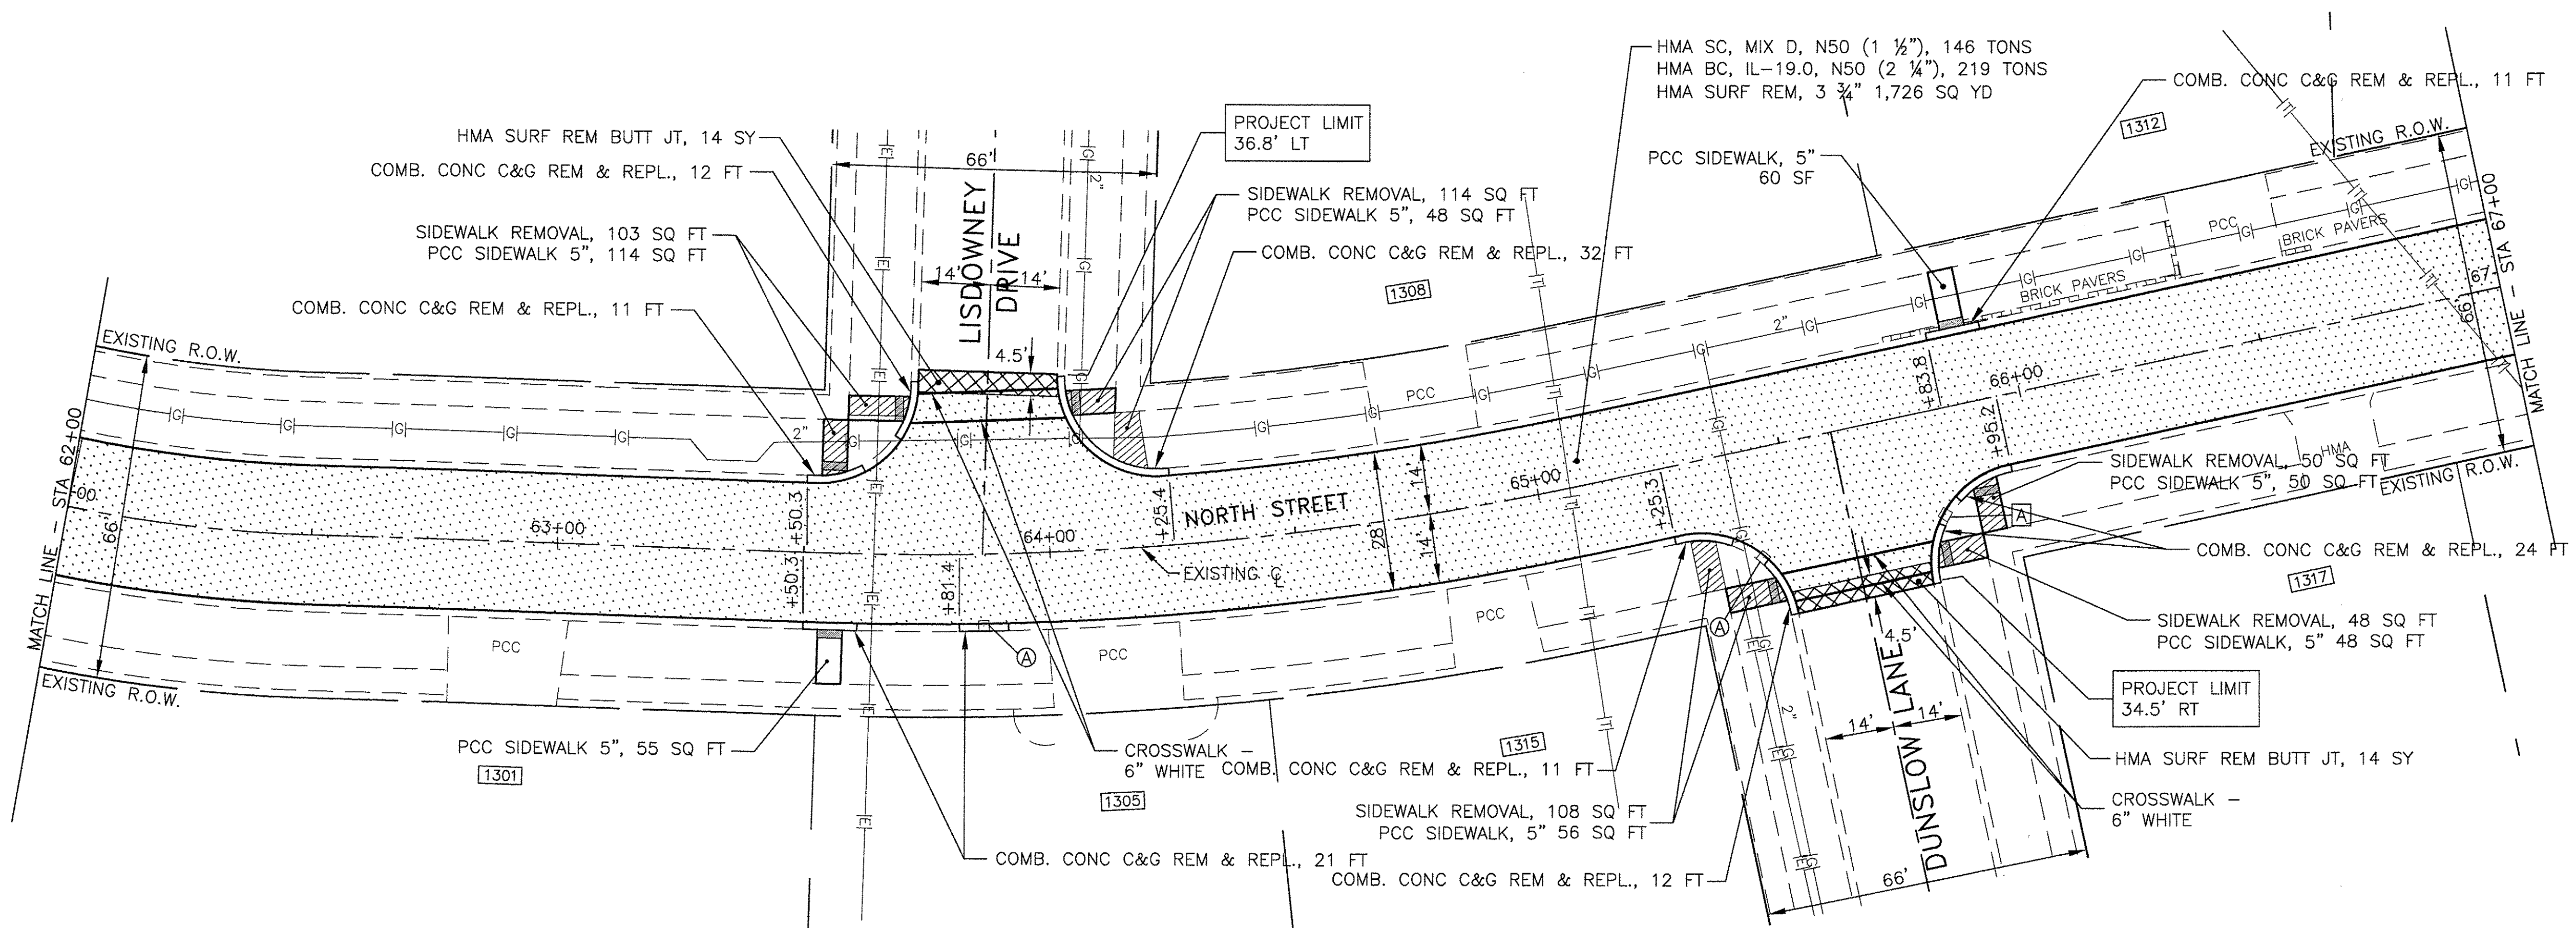 HMA SC, MIX D, N50 (1 ½"), 146 TONS
HMA BC, IL-19.0, N50 (2 ¼"), 219 TONS
HMA SURF REM, 3 ¾" 1,726 SQ YD
COMB. CONC C&G REM & REPL., 11 FT
1312
EXISTING R.O.W.
HMA SURF REM BUTT JT, 14 SY
PROJECT LIMIT
36.8' LT
COMB. CONC C&G REM & REPL., 12 FT
66'
2"
PCC SIDEWALK, 5"
60 SF
SIDEWALK REMOVAL, 114 SQ FT
PCC SIDEWALK 5", 48 SQ FT
SIDEWALK REMOVAL, 103 SQ FT
PCC SIDEWALK 5", 114 SQ FT
LISDOWNEY
DRIVE
14'
14'
COMB. CONC C&G REM & REPL., 32 FT
1308
PCC
BRICK PAVERS
BRICK PAVERS
COMB. CONC C&G REM & REPL., 11 FT
EXISTING R.O.W.
4.5'
2"
PCC
2"
MATCH LINE - STA 67+00
67
66'
MATCH LINE - STA 62+00
00
66'
63+00
+50.3
+50.3
64+00
+81.4
+25.4
NORTH STREET
EXISTING ℄
28'
14'
14'
65+00
+25.3
+83.8
66+00
+95.2
HMA
SIDEWALK REMOVAL, 50 SQ FT
PCC SIDEWALK 5", 50 SQ FT
EXISTING R.O.W.
A
COMB. CONC C&G REM & REPL., 24 FT
1317
SIDEWALK REMOVAL, 48 SQ FT
PCC SIDEWALK, 5" 48 SQ FT
PROJECT LIMIT
34.5' RT
HMA SURF REM BUTT JT, 14 SY
CROSSWALK -
6" WHITE
EXISTING R.O.W.
PCC
PCC
PCC
A
A
4.5'
14'
14'
2"
DUNSLOW LANE
66'
PCC SIDEWALK 5", 55 SQ FT
1301
CROSSWALK -
6" WHITE
1305
1315
COMB. CONC C&G REM & REPL., 11 FT
SIDEWALK REMOVAL, 108 SQ FT
PCC SIDEWALK, 5" 56 SQ FT
COMB. CONC C&G REM & REPL., 21 FT
COMB. CONC C&G REM & REPL., 12 FT